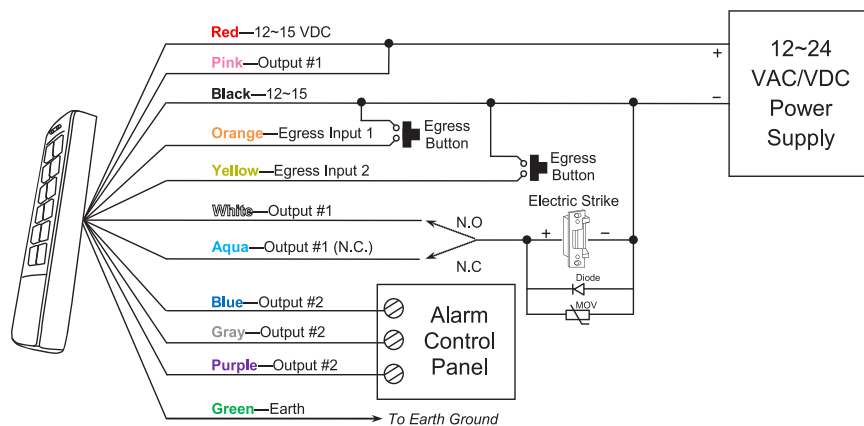 Red—12~15 VDC
Pink—Output #1
Black—12~15
Orange—Egress Input 1
Yellow—Egress Input 2
White—Output #1
Aqua—Output #1 (N.C.)
Blue—Output #2
Gray—Output #2
Purple—Output #2
Green—Earth
To Earth Ground
Egress
Button
Egress
Button
Electric Strike
N.O
N.C
+
−
Diode
MOV
Alarm
Control
Panel
+
−
12~24
VAC/VDC
Power
Supply